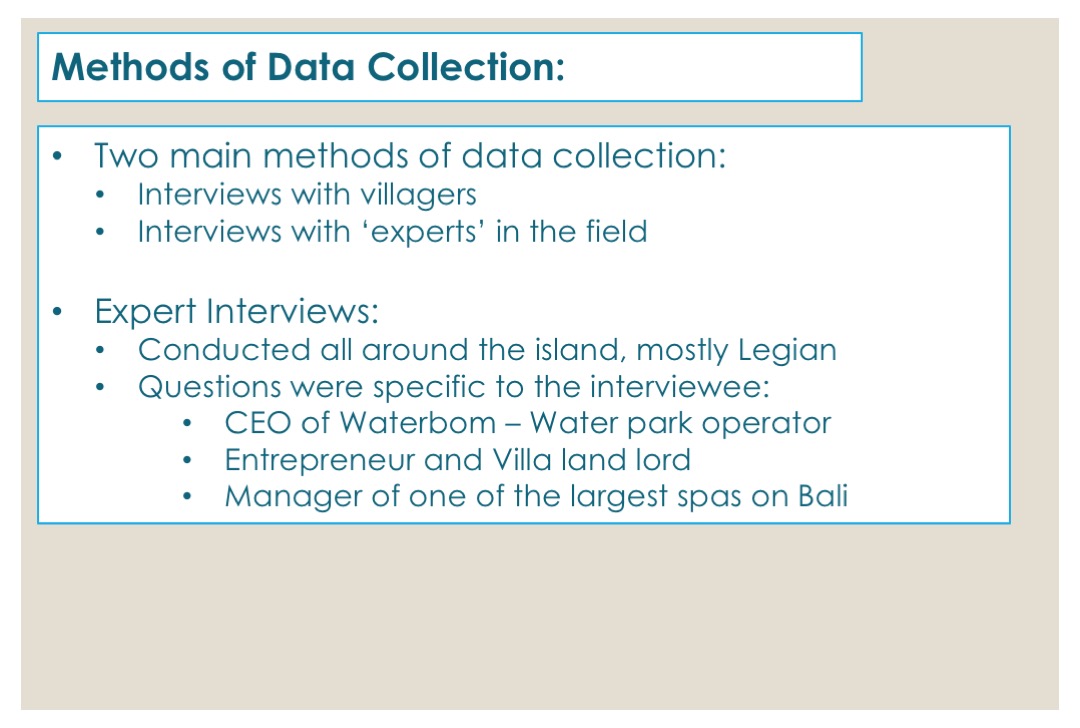 Methods of Data Collection:
• Two main methods of data collection:
• Interviews with villagers
• Interviews with ‘experts’ in the field
• Expert Interviews:
• Conducted all around the island, mostly Legian
• Questions were specific to the interviewee:
• CEO of Waterbom – Water park operator
• Entrepreneur and Villa land lord
• Manager of one of the largest spas on Bali